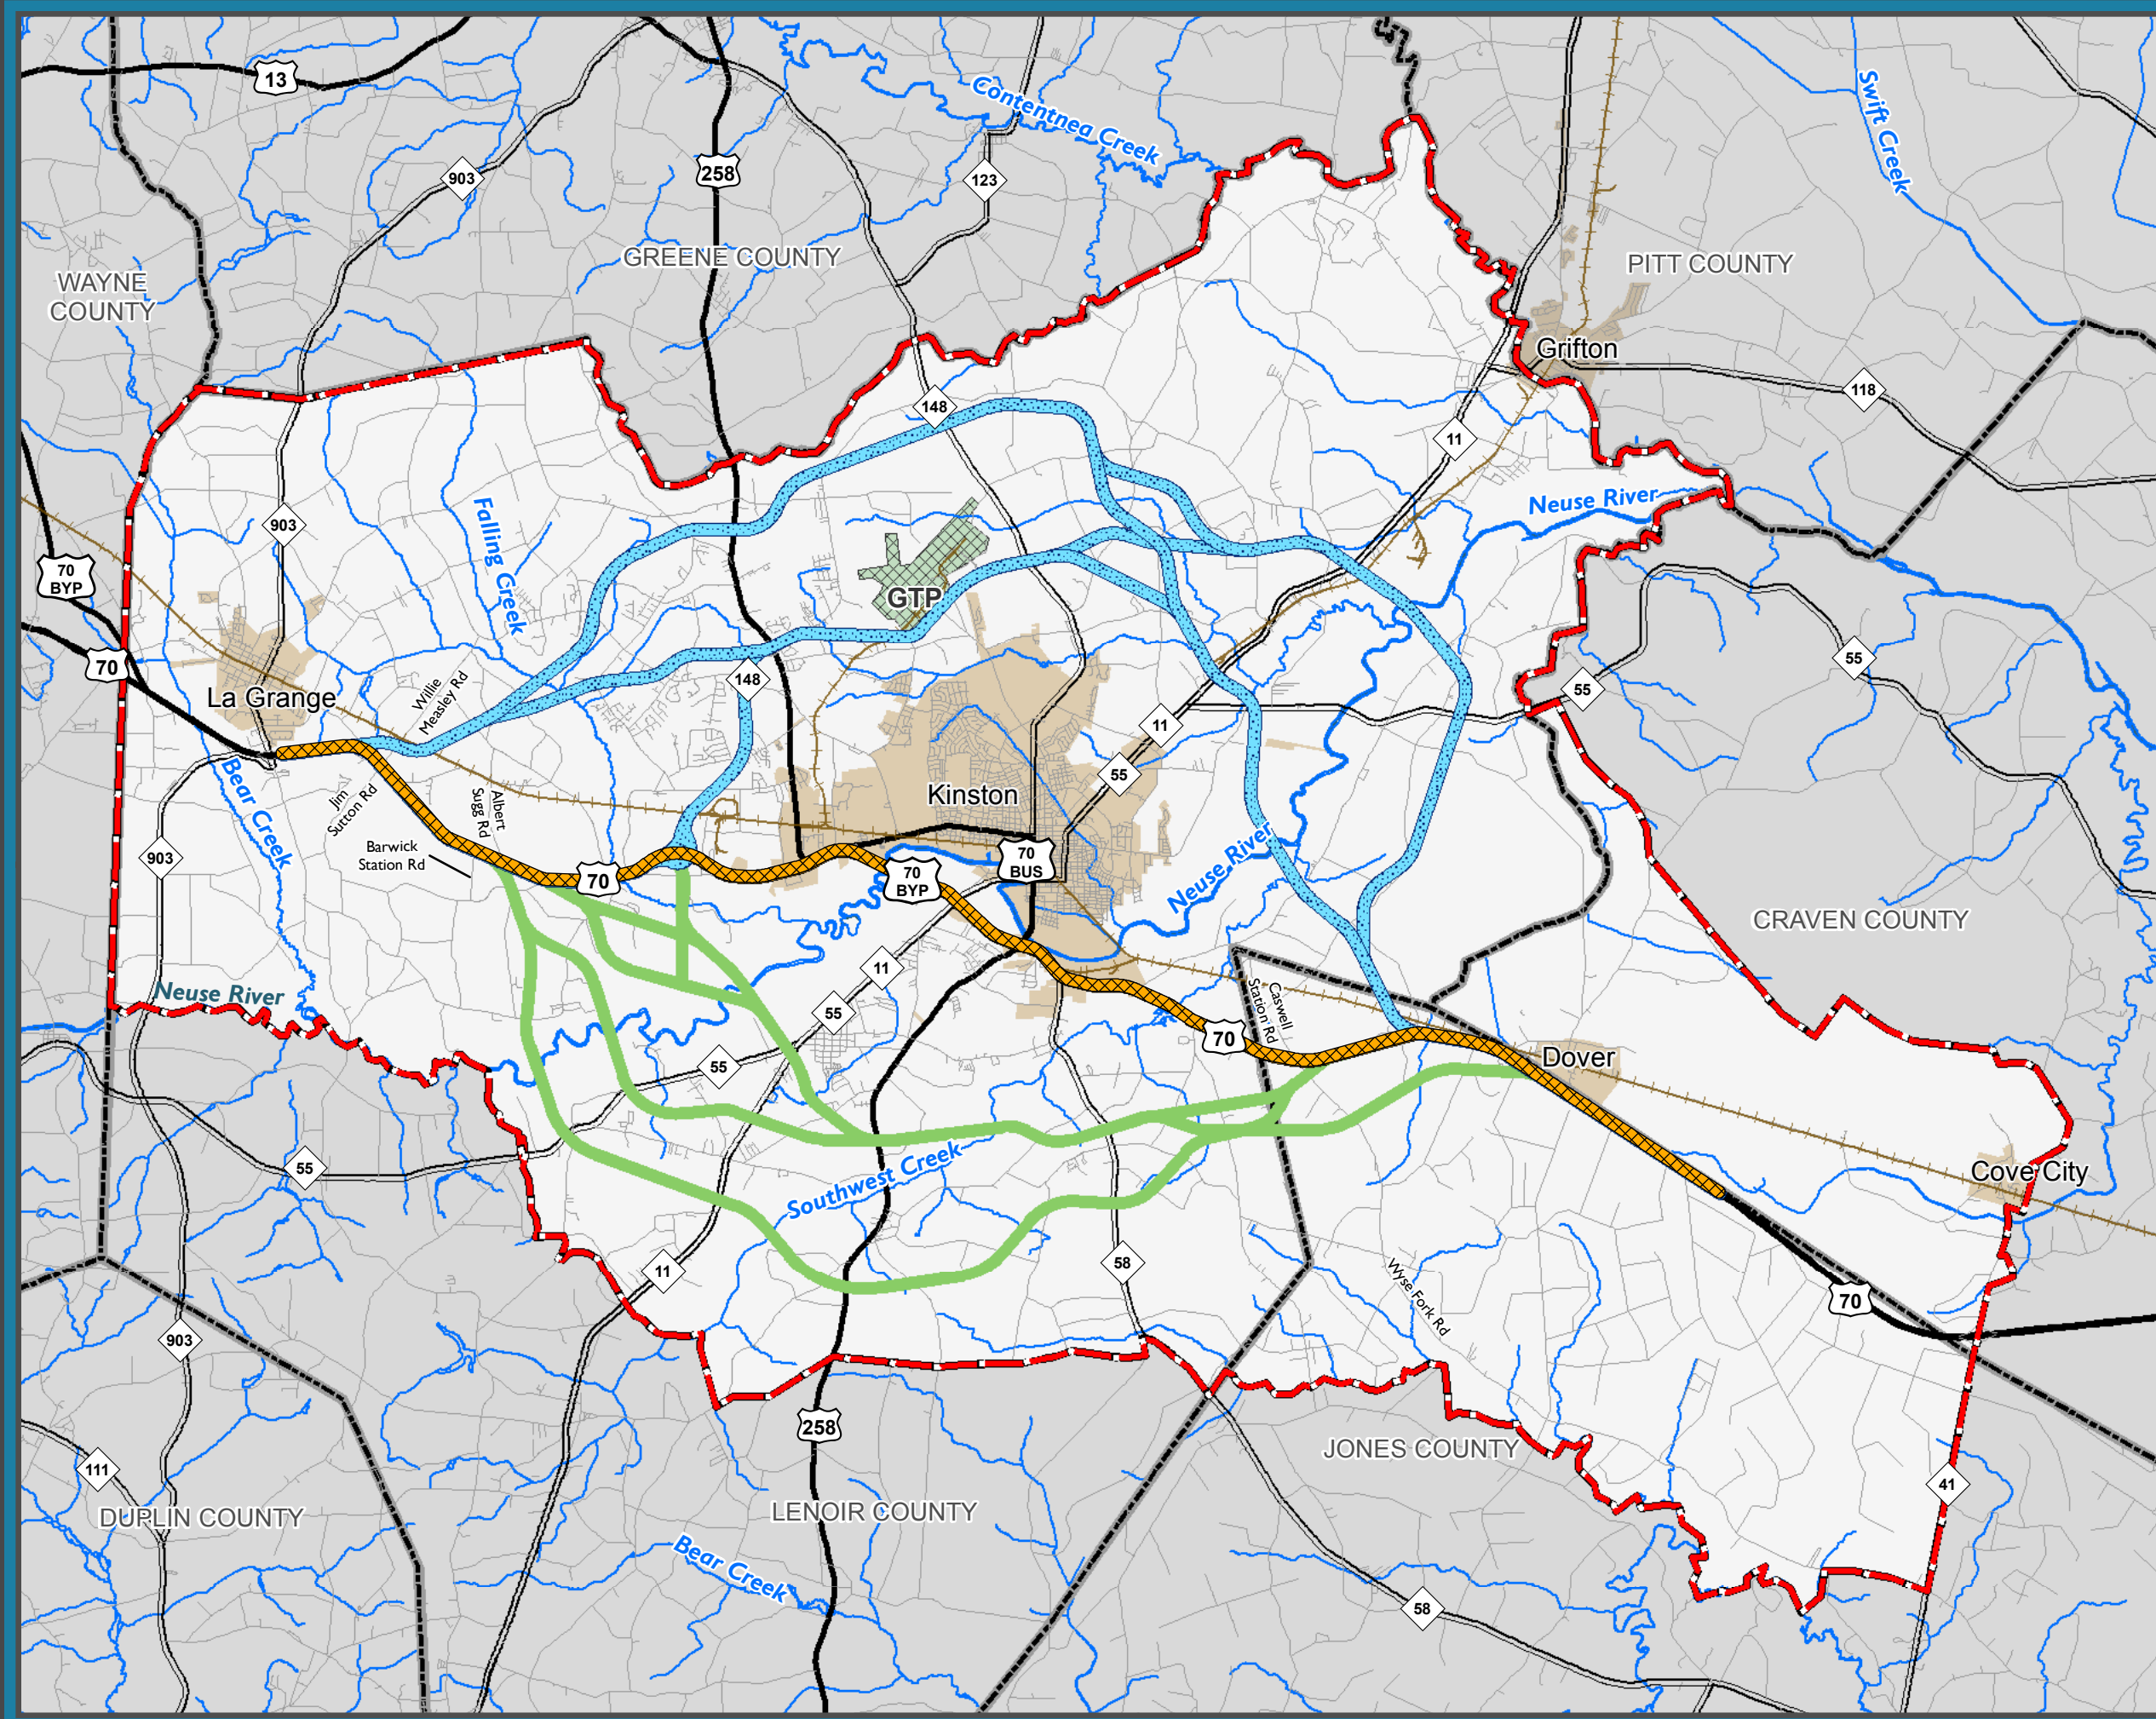 13
Contentnea Creek
Swift Creek
903
258
123
GREENE COUNTY
PITT COUNTY
WAYNE
COUNTY
Grifton
118
148
11
Neuse River
903
Falling Creek
70
BYP
GTP
70
55
55
La Grange
Willie
Measley Rd
148
11
55
Kinston
Jim
Sutton Rd
Albert
Sugg Rd
Bear Creek
Barwick
Station Rd
903
70
70
BYP
70
BUS
Neuse River
CRAVEN COUNTY
11
Neuse River
55
Caswell
Station Rd
70
Dover
55
55
Cove City
Southwest Creek
11
58
Wyse Fork Rd
70
903
258
JONES COUNTY
111
41
DUPLIN COUNTY
LENOIR COUNTY
Bear Creek
58